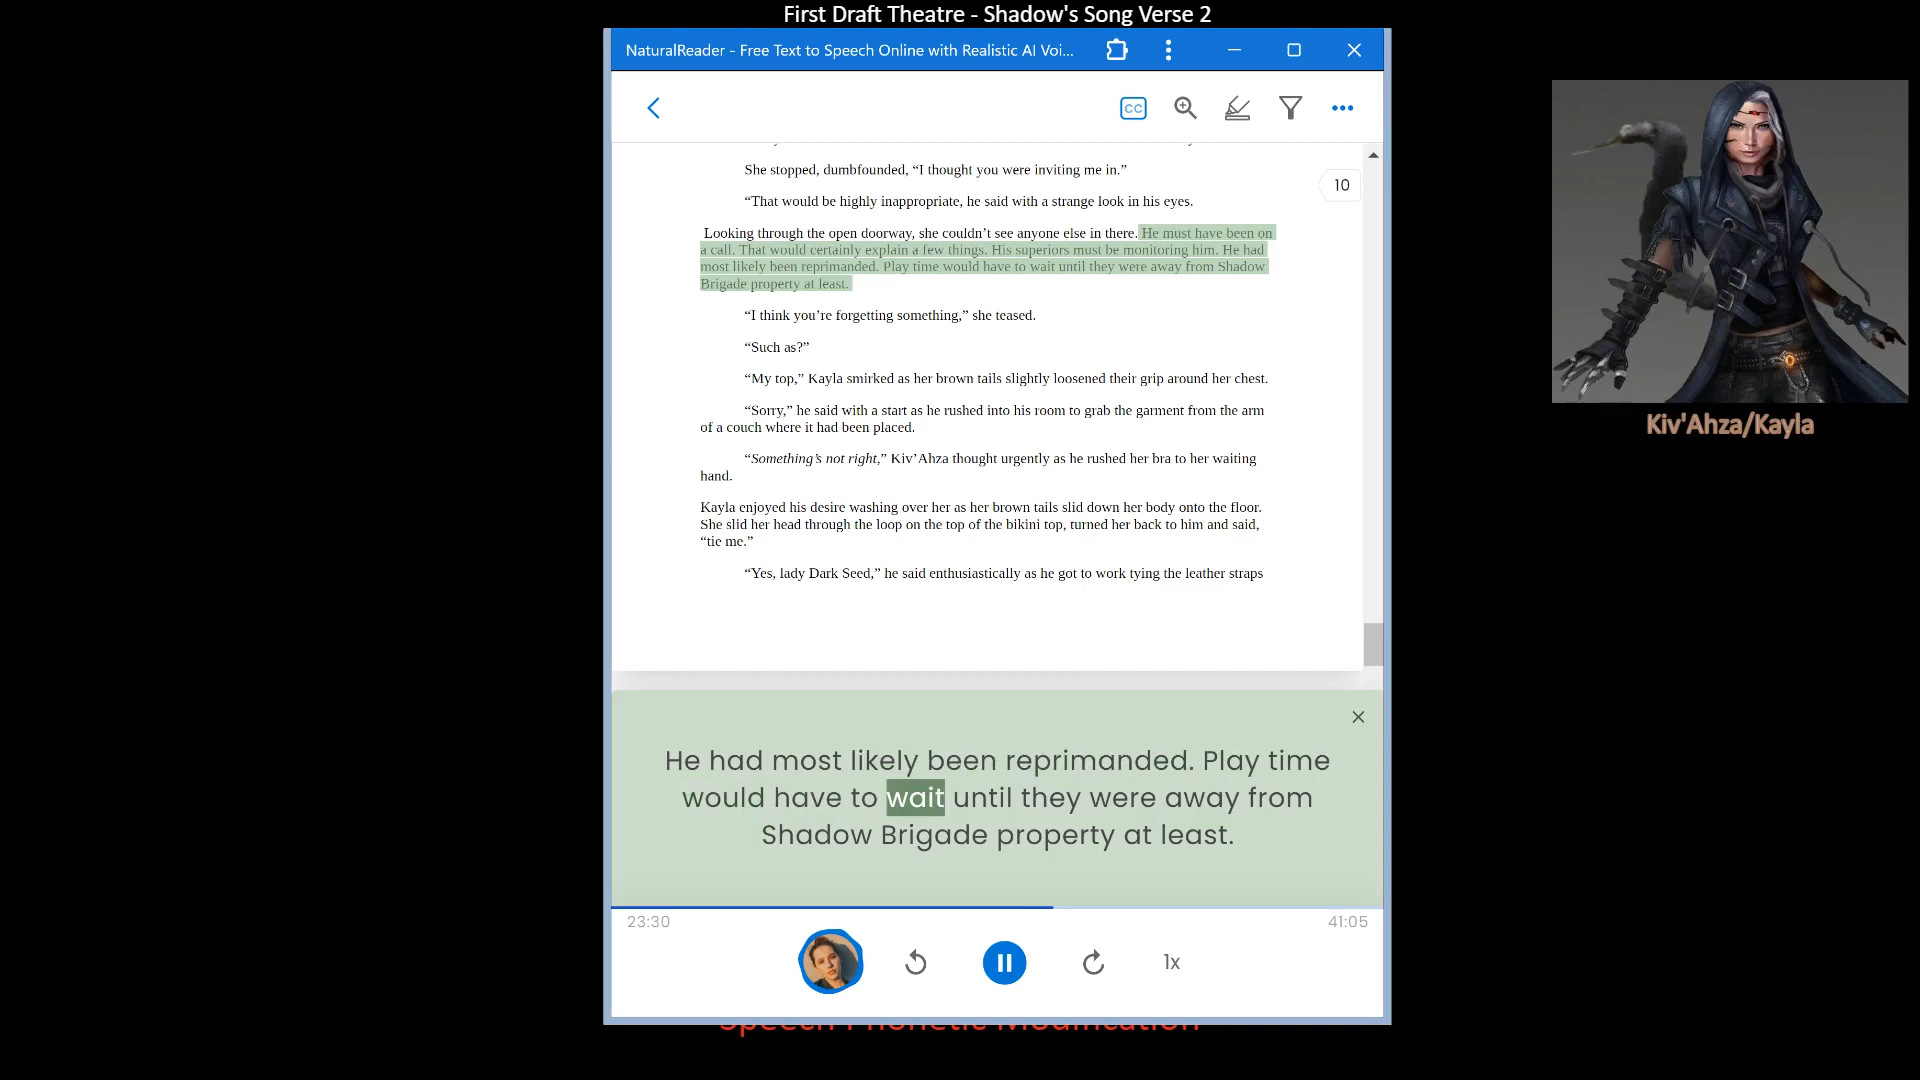 First Draft Theatre - Shadow's Song Verse 2
NaturalReader - Free Text to Speech Online with Realistic AI Voi...
CC
She stopped, dumbfounded, “I thought you were inviting me in.”
10
“That would be highly inappropriate, he said with a strange look in his eyes.
Looking through the open doorway, she couldn’t see anyone else in there. He must have been on
a call. That would certainly explain a few things. His superiors must be monitoring him. He had
most likely been reprimanded. Play time would have to wait until they were away from Shadow
Brigade property at least.
“I think you’re forgetting something,” she teased.
“Such as?”
“My top,” Kayla smirked as her brown tails slightly loosened their grip around her chest.
“Sorry,” he said with a start as he rushed into his room to grab the garment from the arm
of a couch where it had been placed.
“Something’s not right,” Kiv’Ahza thought urgently as he rushed her bra to her waiting
hand.
Kayla enjoyed his desire washing over her as her brown tails slid down her body onto the floor.
She slid her head through the loop on the top of the bikini top, turned her back to him and said,
“tie me.”
“Yes, lady Dark Seed,” he said enthusiastically as he got to work tying the leather straps
He had most likely been reprimanded. Play time
would have to wait until they were away from
Shadow Brigade property at least.
23:30
41:05
1x
Speech Phonetic Modification
Kiv'Ahza/Kayla